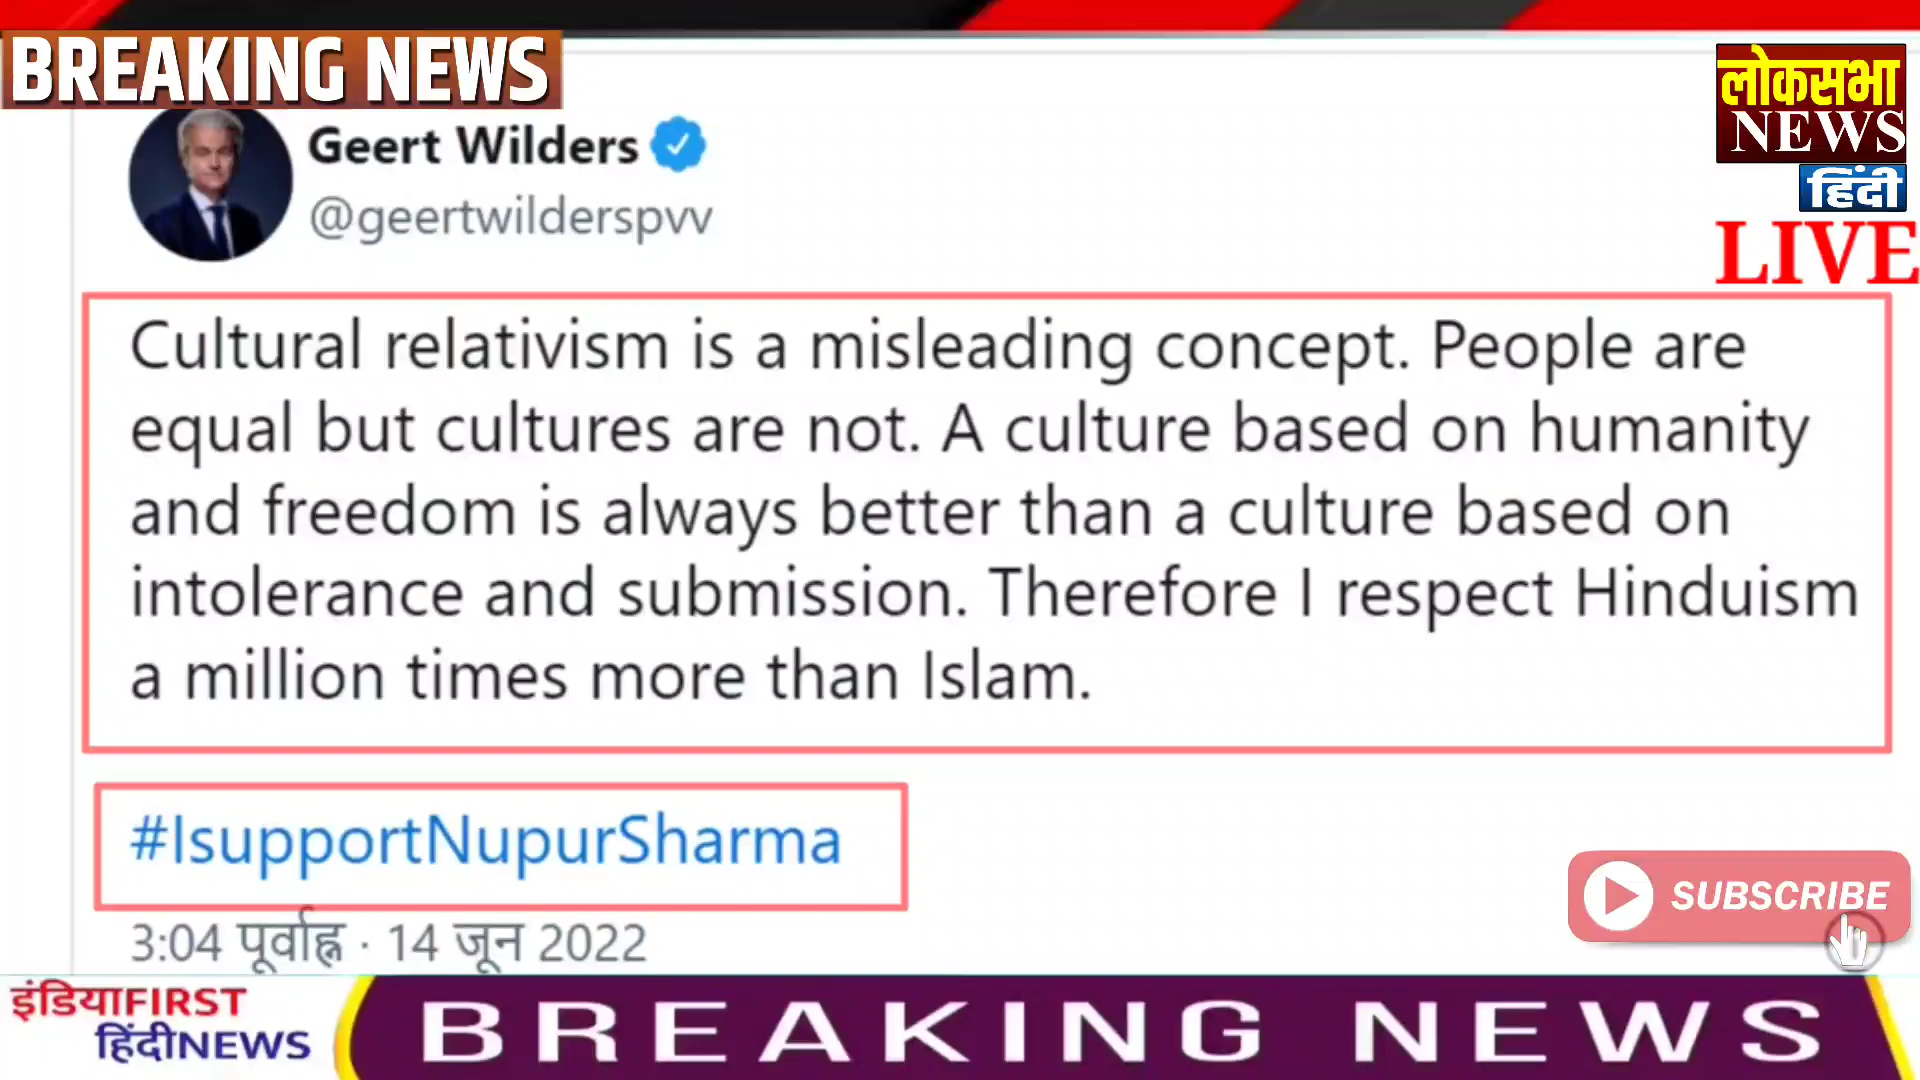 BREAKING NEWS
लोकसभा
NEWS
हिंदी
LIVE
Geert Wilders
@geertwilderspvv
Cultural relativism is a misleading concept. People are
equal but cultures are not. A culture based on humanity
and freedom is always better than a culture based on
intolerance and submission. Therefore I respect Hinduism
a million times more than Islam.
#IsupportNupurSharma
3:04 पूर्वाह्न · 14 जून 2022
SUBSCRIBE
इंडियाFIRST
हिंदीNEWS
BREAKING NEWS